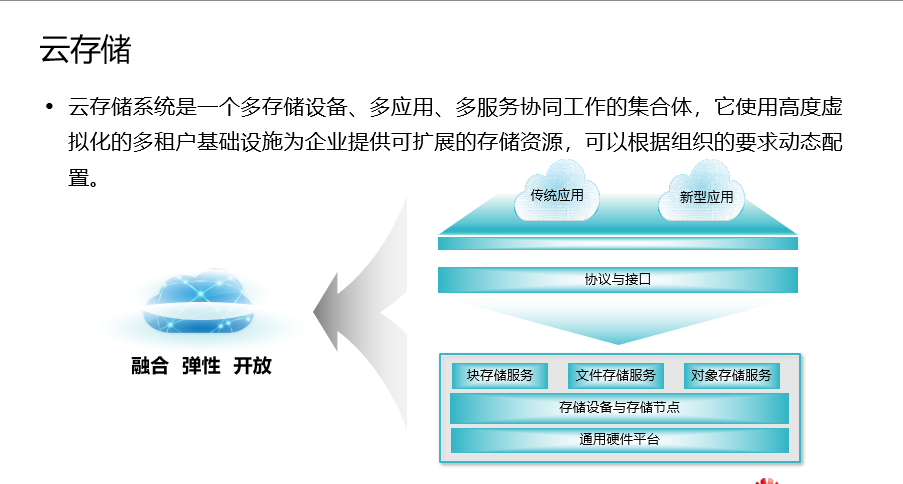 云存储
• 云存储系统是一个多存储设备、多应用、多服务协同工作的集合体，它使用高度虚
拟化的多租户基础设施为企业提供可扩展的存储资源，可以根据组织的要求动态配
置。
传统应用
新型应用
协议与接口
融合 弹性 开放
块存储服务
文件存储服务
对象存储服务
存储设备与存储节点
通用硬件平台